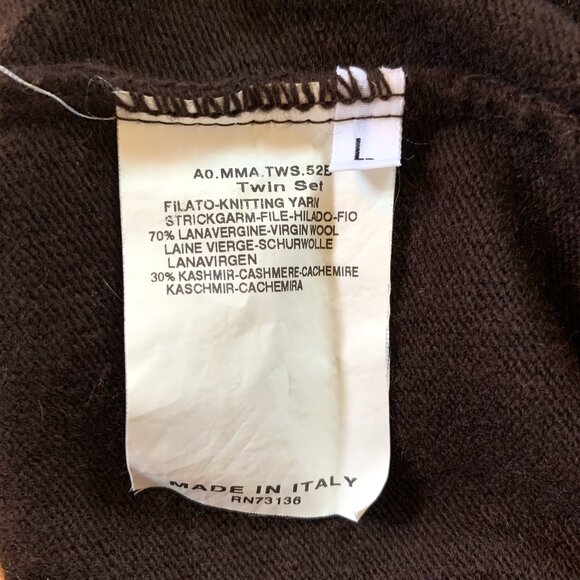 L
A0.MMA.TWS.52E
Twin Set
FILATO-KNITTING YARN
STRICKGARM-FILE-HILADO-FIO
70% LANAVERGINE-VIRGIN WOOL
LAINE VIERGE-SCHURWOLLE
LANAVIRGEN
30% KASHMIR-CASHMERE-CACHEMIRE
KASCHMIR-CACHEMIRA
MADE IN ITALY
RN73136